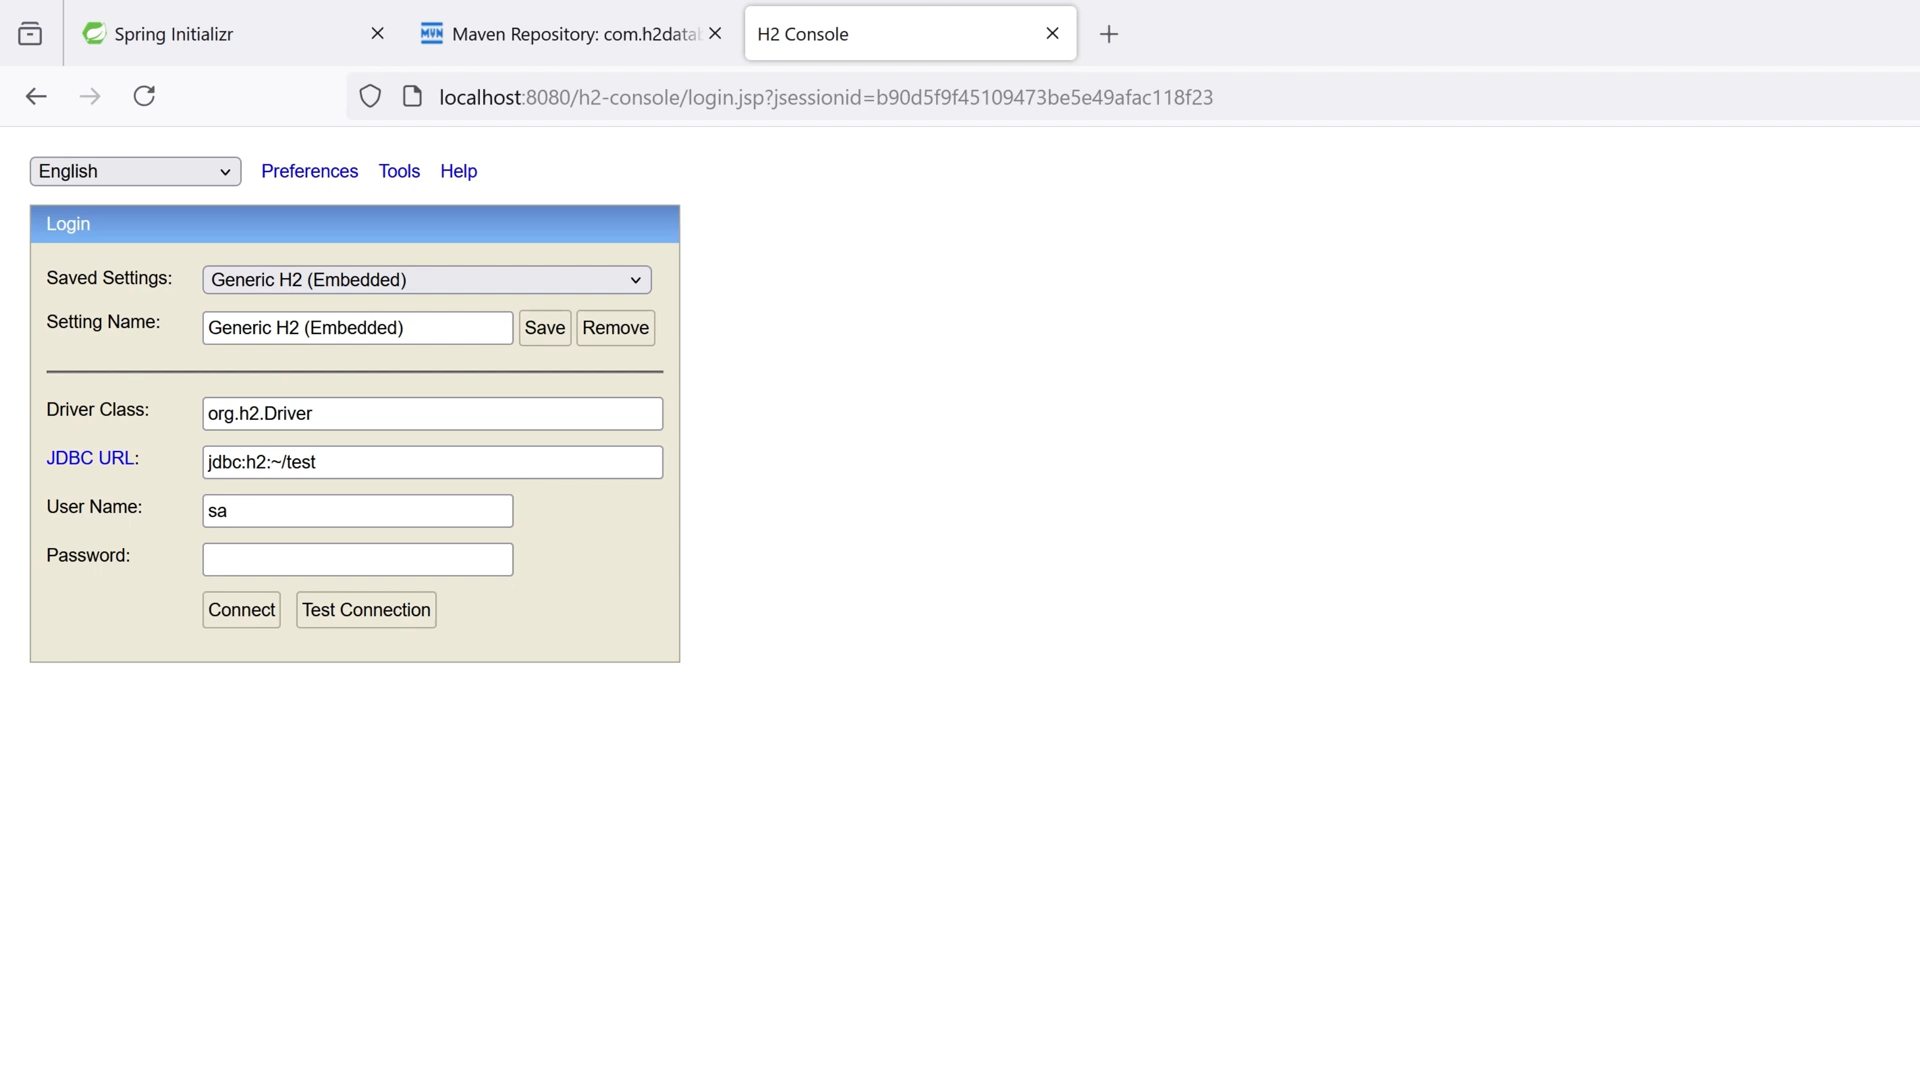 Spring Initializr
MVN Maven Repository: com.h2datab
H2 Console
localhost:8080/h2-console/login.jsp?jsessionid=b90d5f9f45109473be5e49afac118f23
English Preferences Tools Help
Login
Saved Settings: Generic H2 (Embedded)
Setting Name: Generic H2 (Embedded) Save Remove
Driver Class: org.h2.Driver
JDBC URL: jdbc:h2:~/test
User Name: sa
Password:
Connect Test Connection